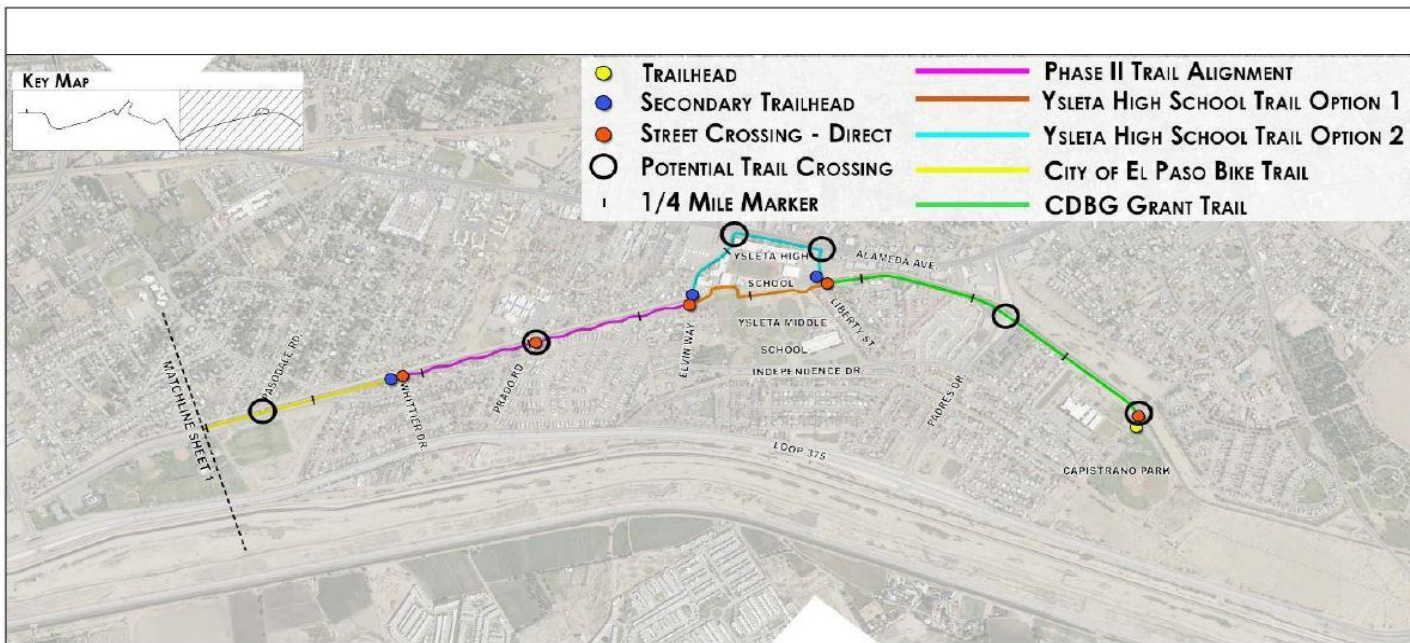 KEY MAP
TRAILHEAD
SECONDARY TRAILHEAD
STREET CROSSING - DIRECT
POTENTIAL TRAIL CROSSING
1/4 MILE MARKER
PHASE II TRAIL ALIGNMENT
YSLETA HIGH SCHOOL TRAIL OPTION 1
YSLETA HIGH SCHOOL TRAIL OPTION 2
CITY OF EL PASO BIKE TRAIL
CDBG GRANT TRAIL
MATCHLINE SHEET 1
PASODALE RD
WHITTIER DR.
PRADO RD
ELVIN WAY
YSLETA HIGH
SCHOOL
YSLETA MIDDLE
SCHOOL
INDEPENDENCE DR.
LIBERTY ST.
ALAMEDA AVE
PADRES DR.
LOOP 375
CAPISTRANO PARK